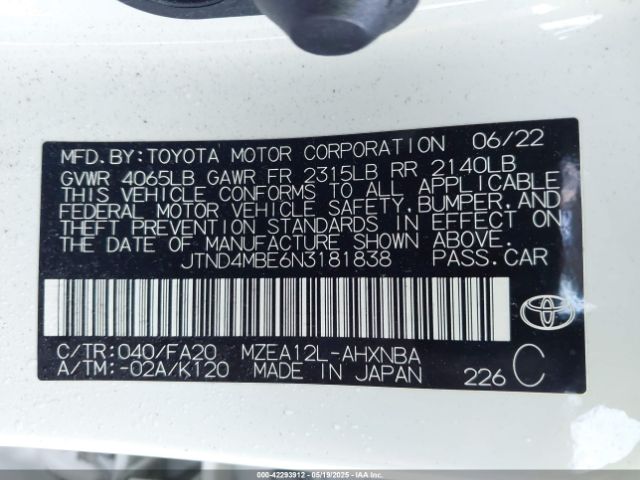 MFD.BY:TOYOTA MOTOR CORPORATION 06/22
GVWR 4065LB GAWR FR 2315LB RR 2140LB
THIS VEHICLE CONFORMS TO ALL APPLICABLE
FEDERAL MOTOR VEHICLE SAFETY,BUMPER,AND
THEFT PREVENTION STANDARDS IN EFFECT ON
THE DATE OF MANUFACTURE SHOWN ABOVE.
JTND4MBE6N3181838 PASS.CAR
C/TR:040/FA20 MZEA12L-AHXNBA
A/TM:-02A/K120 MADE IN JAPAN 226 C
TOYOTA
000-42293912 - 05/19/2025 - IAA Inc.